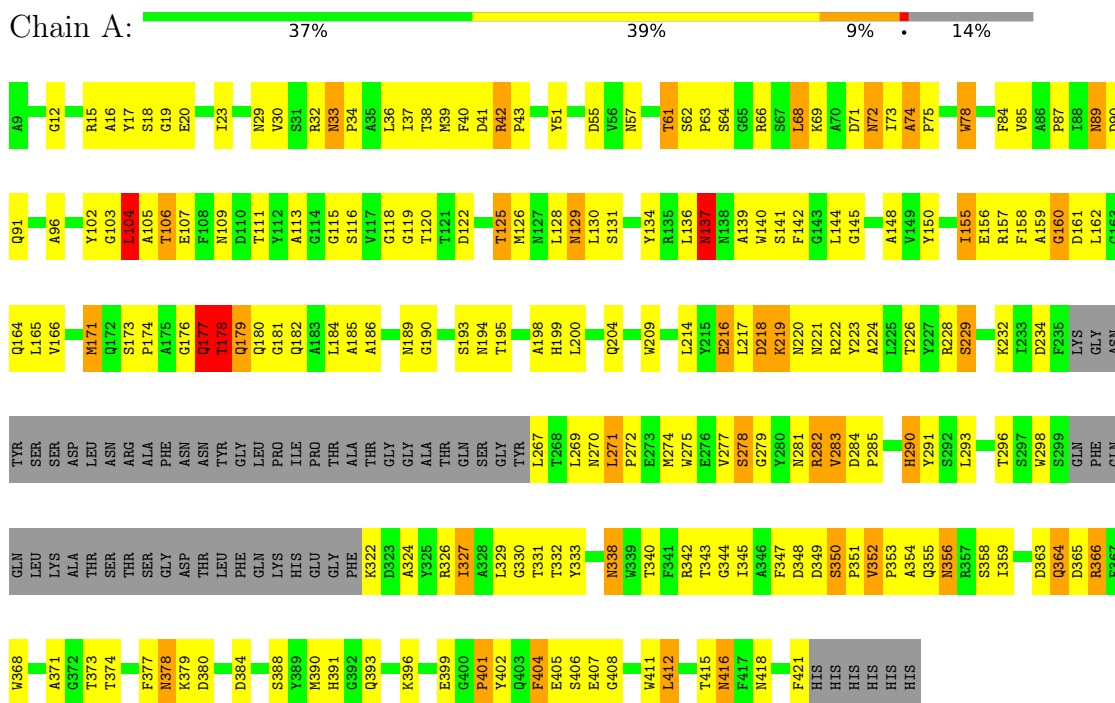 Chain A:
37% 39% 9% • 14%
A9 G12 R15 A16 Y17 S18 G19 E20 I23 N29 V30 S31 R32 N33 P34 A35 L36 I37 T38 M39 F40 D41 R42 P43 Y51 D55 V56 N57 T61 S62 P63 S64 G65 R66 S67 L68 K69 A70 D71 N72 I73 A74 P75 W78 F84 V85 A86 P87 I88 N89 D90
Q91 A96 Y102 G103 L104 A105 T106 E107 F108 N109 D110 T111 Y112 A113 G114 G115 S116 V117 G118 G119 T120 T121 D122 T125 M126 N127 L128 N129 L130 S131 Y134 R135 L136 N137 N138 A139 W140 S141 F142 G143 L144 G145 A148 V149 Y150 I155 E156 R157 F158 A159 G160 D161 L162 G163
Q164 L165 V166 M171 Q172 S173 P174 A175 G176 Q177 T178 Q179 Q180 G181 Q182 A183 L184 A185 A186 N189 G190 S193 N194 T195 A198 H199 L200 Q204 W209 L214 Y215 E216 L217 D218 K219 N220 N221 R222 Y223 A224 L225 T226 Y227 R228 S229 K232 I233 D234 F235 LYS GLY ASN
TYR SER SER ASP LEU ASN ARG ALA PHE ASN ASN TYR GLY LEU PRO ILE PRO THR ALA THR GLY GLY ALA THR GLN SER GLY TYR L267 T268 L269 N270 L271 P272 E273 M274 W275 E276 V277 S278 G279 Y280 N281 R282 V283 D284 P285 H290 Y291 S292 L293 T296 S297 W298 S299 GLN PHE GLN
GLN LEU LYS ALA THR SER THR SER GLY ASP THR LEU PHE GLN LYS HIS GLU GLY PHE K322 D323 A324 Y325 R326 I327 A328 L329 G330 T331 T332 Y333 N338 W339 T340 F341 R342 T343 G344 I345 A346 F347 D348 D349 S350 P351 V352 P353 A354 Q355 N356 R357 S358 I359 D363 Q364 D365 R366 F367
W368 A371 G372 T373 T374 F377 N378 K379 D380 D384 S388 Y389 M390 H391 G392 Q393 K396 E399 G400 P401 Y402 Q403 F404 E405 S406 E407 G408 W411 L412 T415 N416 F417 N418 F421 HIS HIS HIS HIS HIS HIS